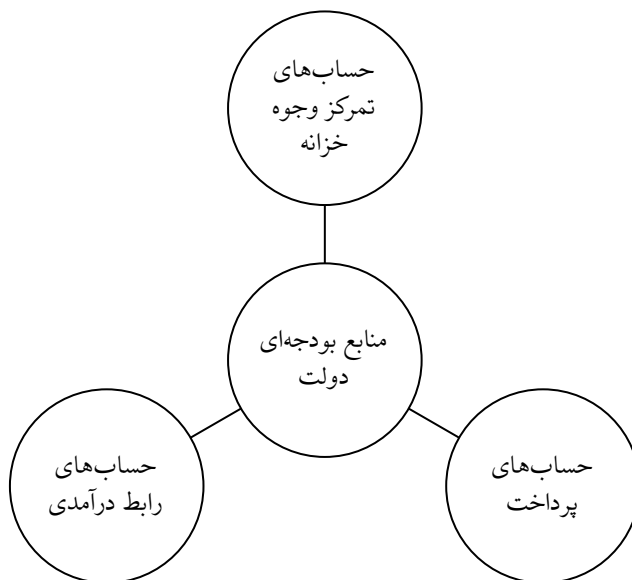 حساب‌های
تمرکز وجوه
خزانه
منابع بودجه‌ای
دولت
حساب‌های
پرداخت
حساب‌های
رابط درآمدی